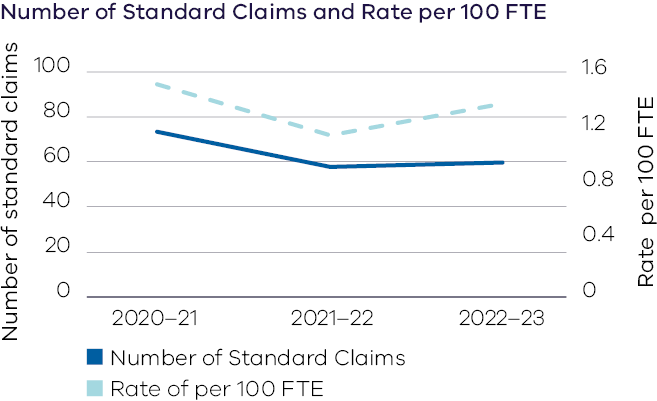 Number of Standard Claims and Rate per 100 FTE
Number of standard claims
100
80
60
40
20
0
1.6
1.2
0.8
0.4
0
Rate per 100 FTE
2020–21
2021–22
2022–23
Number of Standard Claims
Rate of per 100 FTE